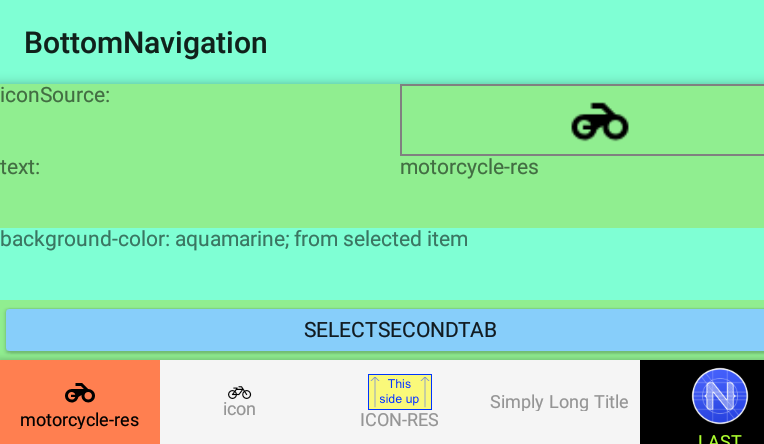 BottomNavigation
iconSource:
text:
motorcycle-res
background-color: aquamarine; from selected item
SELECTSECONDTAB
motorcycle-res
icon
This
side up
ICON-RES
Simply Long Title
N
LAST